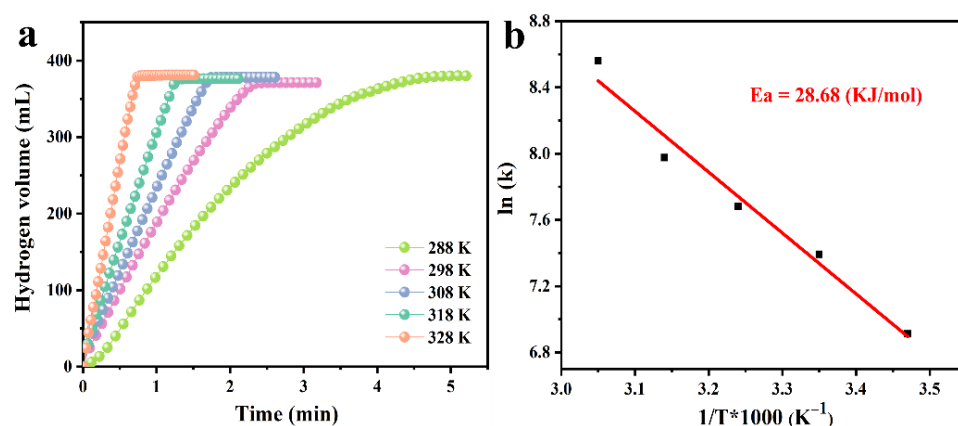 a
Hydrogen volume (mL)
400
300
200
100
0
288 K
298 K
308 K
318 K
328 K
0
1
2
3
4
5
Time (min)
b
ln (k)
8.8
8.4
8.0
7.6
7.2
6.8
Ea = 28.68 (KJ/mol)
3.0
3.1
3.2
3.3
3.4
3.5
1/T*1000 (K⁻¹)